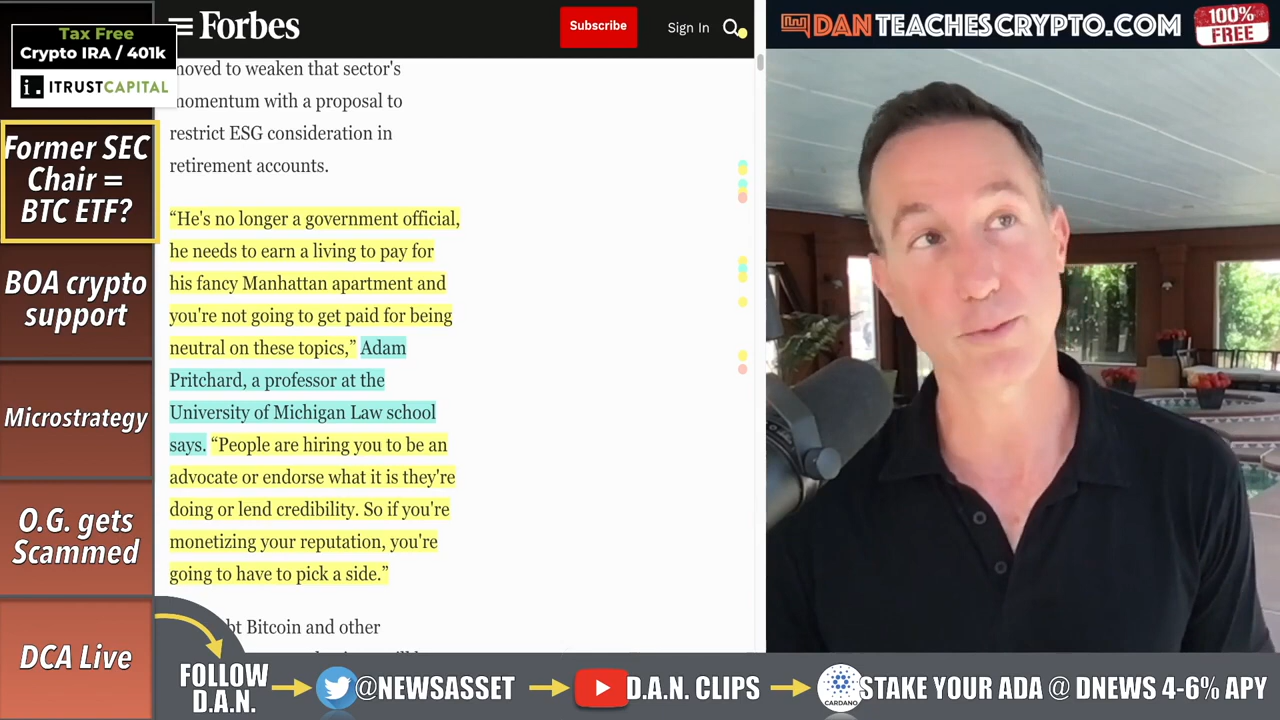 Tax Free
Crypto IRA / 401k
ITRUSTCAPITAL
Former SEC
Chair =
BTC ETF?
BOA crypto
support
Microstrategy
O.G. gets
Scammed
DCA Live
Forbes
Subscribe
Sign In
moved to weaken that sector's
momentum with a proposal to
restrict ESG consideration in
retirement accounts.
“He's no longer a government official,
he needs to earn a living to pay for
his fancy Manhattan apartment and
you're not going to get paid for being
neutral on these topics,” Adam
Pritchard, a professor at the
University of Michigan Law school
says. “People are hiring you to be an
advocate or endorse what it is they're
doing or lend credibility. So if you're
monetizing your reputation, you're
going to have to pick a side.”
Bitcoin and other
DANTEACHESCRYPTO.COM
100%
FREE
FOLLOW
D.A.N.
@NEWSASSET
D.A.N. CLIPS
CARDANO
STAKE YOUR ADA @ DNEWS 4-6% APY